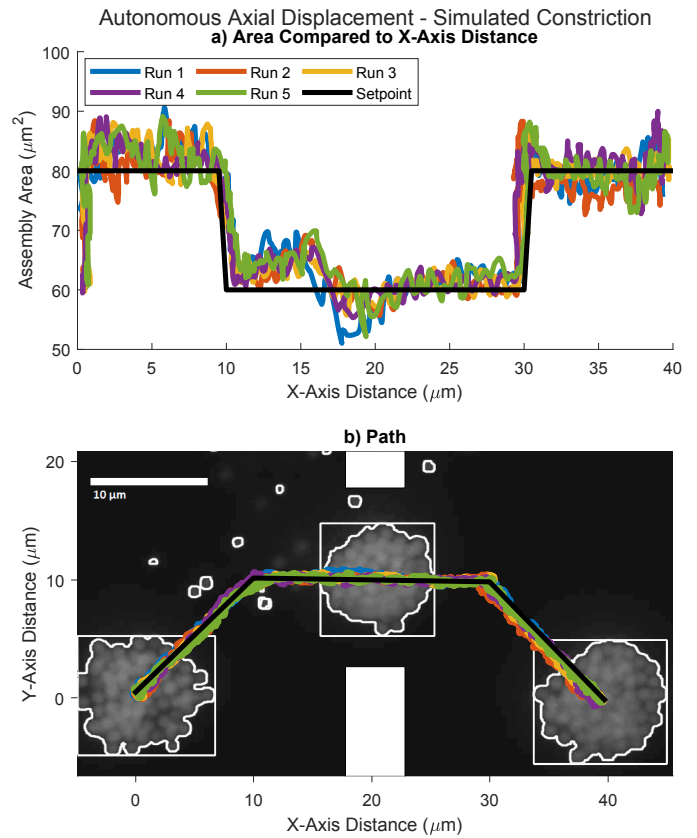 Autonomous Axial Displacement - Simulated Constriction
a) Area Compared to X-Axis Distance
Run 1 Run 2 Run 3
Run 4 Run 5 Setpoint
100
90
80
70
60
50
Assembly Area (μm²)
0 5 10 15 20 25 30 35 40
X-Axis Distance (μm)
b) Path
20
10
0
Y-Axis Distance (μm)
10 μm
0 10 20 30 40
X-Axis Distance (μm)